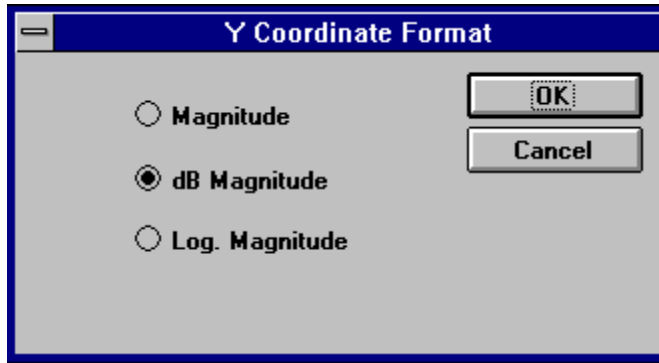 Y Coordinate Format
Magnitude
dB Magnitude
Log. Magnitude
OK
Cancel